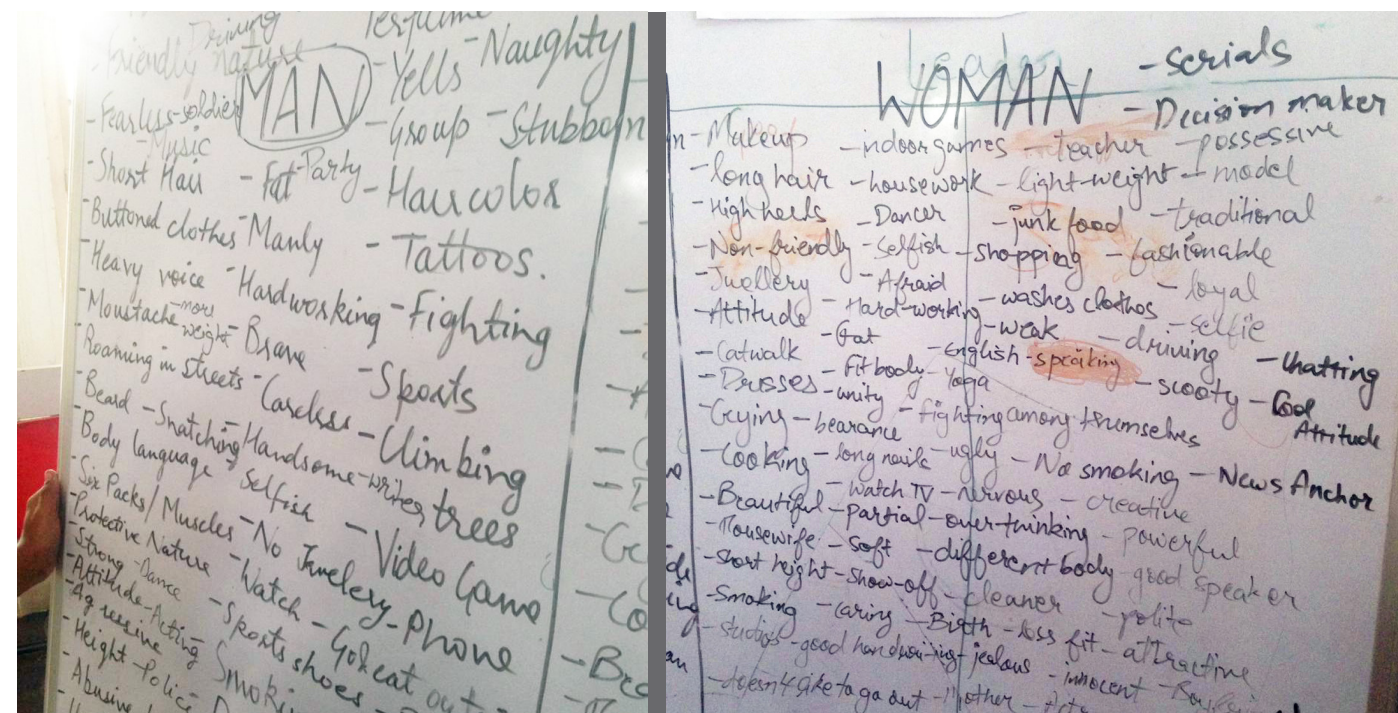 Driving
Perfume
- Friendly nature
MAN
- Yells
- Naughty
- Fearless - soldier
- Group
- Stubborn
- Music
- Short Hair
- Fat
- Party
- Hair color
- Buttoned clothes
- Manly
- Tattoos.
- Heavy voice
- Hardworking
- Fighting
- Moustache
- more weight
- Brave
- Sports
- Roaming in streets
- Careless
- Climbing trees
- Beard
- Snatching
- Handsome
- writer
- Body language
- Selfish
- Video Game
- Six Packs/Muscles
- No Jewelery
- Phone
- Protective Nature
- Watch
- Go & eat out
- Strong
- Dance
- Sports shoes
- Attitude
- Acting
- Agressive
- Height
- Police
- Abusive
WOMAN
- serials
- Decision maker
- Makeup
- indoor games
- teacher
- possessive
- long hair
- housework
- light-weight
- model
- High heels
- Dancer
- junk food
- traditional
- Non-friendly
- Selfish
- Shopping
- fashionable
- Jwellery
- Afraid
- washes clothes
- loyal
- Attitude
- Hard-working
- weak
- selfie
- Catwalk
- Fat
- English-speaking
- driving
- Chatting
- Dresses
- Fit body
- Yoga
- scooty
- Cool Attitude
- unity
- Crying
- bearance
- fighting among themselves
- Cooking
- long nails
- ugly
- No smoking
- News Anchor
- Beautiful
- Watch TV
- nervous
- creative
- Housewife
- partial
- over-thinking
- powerful
- short height
- Soft
- different body
- good speaker
- Smoking
- show-off
- cleaner
- polite
- studios
- caring
- Birth
- less fit
- attractive
- good handwriting
- jealous
- innocent
- doesn't like to go out
- Mother